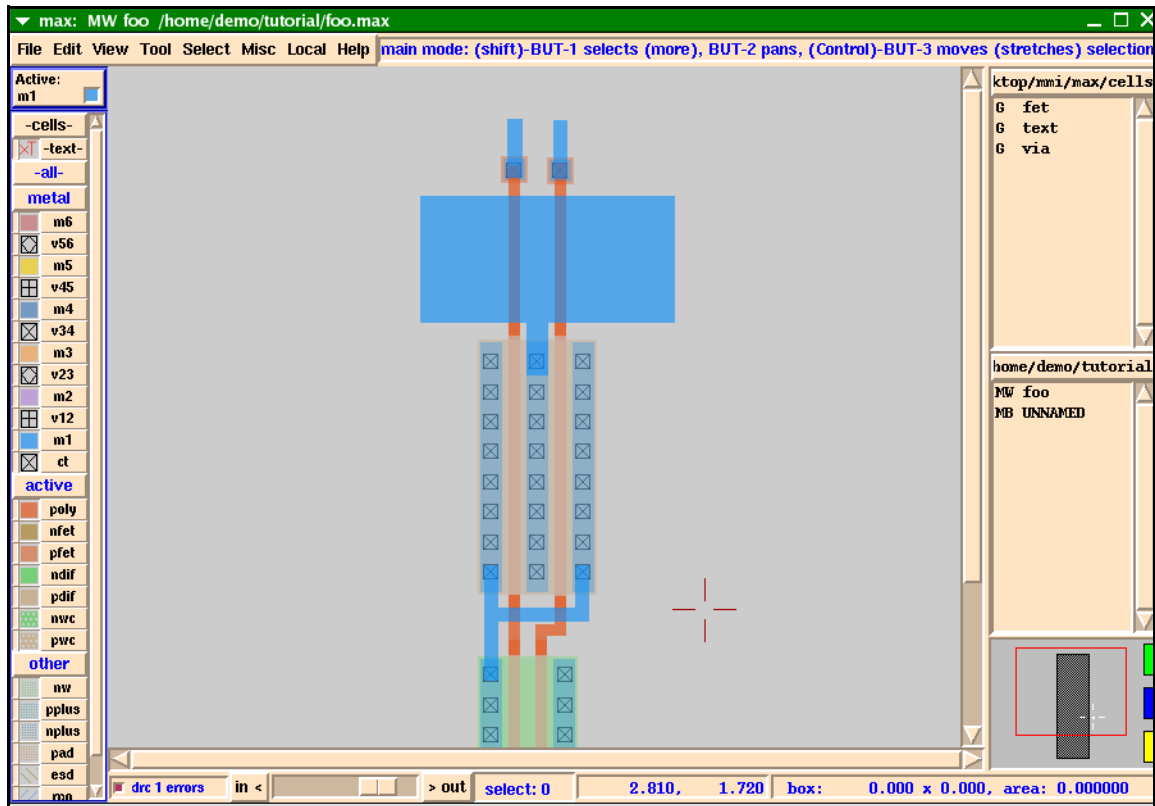 max: MW foo /home/demo/tutorial/foo.max
File Edit View Tool Select Misc Local Help main mode: (shift)-BUT-1 selects (more), BUT-2 pans, (Control)-BUT-3 moves (stretches) selection
Active:
m1
-cells-
-text-
-all-
metal
m6
v56
m5
v45
m4
v34
m3
v23
m2
v12
m1
ct
active
poly
nfet
pfet
ndif
pdif
nwc
pwc
other
nw
pplus
nplus
pad
esd
ktop/mmi/max/cells
G fet
G text
G via
home/demo/tutorial
MW foo
MB UNNAMED
drc 1 errors in < > out select: 0 2.810, 1.720 box: 0.000 x 0.000, area: 0.000000